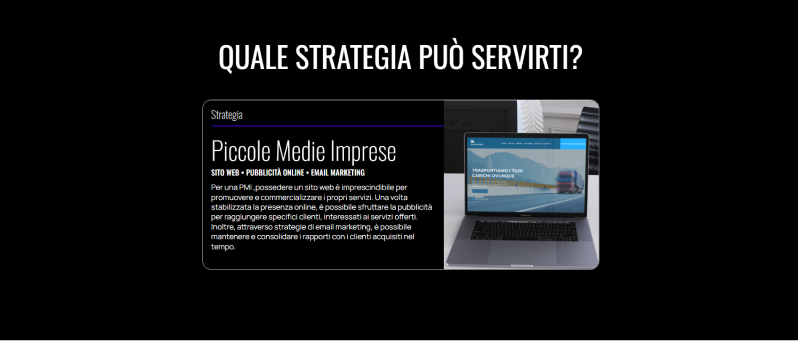 QUALE STRATEGIA PUÒ SERVIRTI?
Strategia
Piccole Medie Imprese
SITO WEB • PUBBLICITÀ ONLINE • EMAIL MARKETING
Per una PMI ,possedere un sito web è imprescindibile per
promuovere e commercializzare i propri servizi. Una volta
stabilizzata la presenza online, é possibile sfruttare la pubblicità
per raggiungere specifici clienti, interessati ai servizi offerti.
Inoltre, attraverso strategie di email marketing, é possibile
mantenere e consolidare i rapporti con i clienti acquisiti nel
tempo.
TRASPORTIAMO I TUOI
CARICHI OVUNQUE